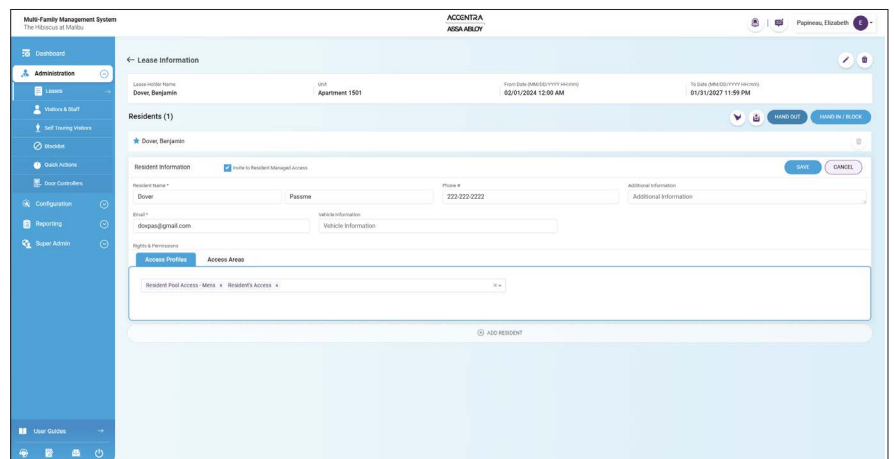 Multi-Family Management System
The Hibiscus at Malibu
ACCENTRA
ASSA ABLOY
Papineau, Elizabeth E
Dashboard
Administration
Leases
Visitors & Staff
Self Touring Visitors
Blocklist
Quick Actions
Door Controllers
Configuration
Reporting
Super Admin
User Guides
Lease Information
Lease Holder Name Unit From Date (MM/DD/YYYY HH:mm) To Date (MM/DD/YYYY HH:mm)
Dover, Benjamin Apartment 1501 02/01/2024 12:00 AM 01/31/2027 11:59 PM
Residents (1) HAND OUT HAND IN / BLOCK
Dover, Benjamin
Resident Information Invite to Resident Managed Access SAVE CANCEL
Resident Name * Phone # Additional Information
Dover Passme 222-222-2222 Additional Information
Email * Vehicle Information
dovpas@gmail.com Vehicle Information
Rights & Permissions
Access Profiles Access Areas
Resident Pool Access - Mens x Resident's Access x
ADD RESIDENT